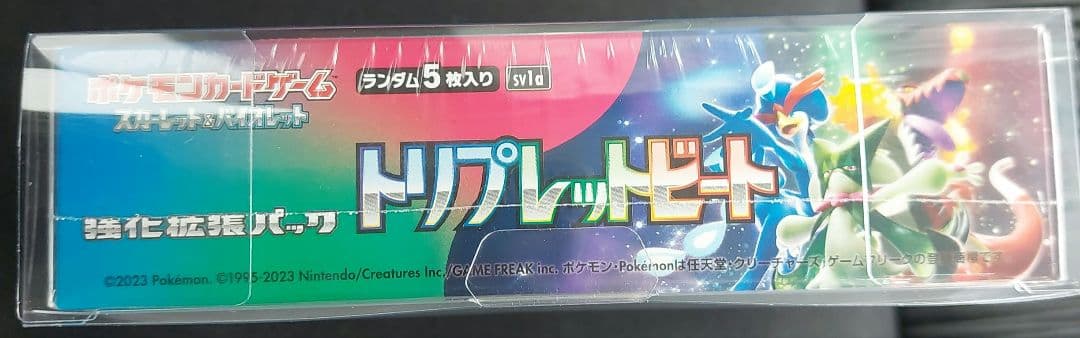 ポケモンカードゲーム™
スカーレット&バイオレット
ランダム5枚入り sv1a
トリプレットビート
強化拡張パック
©2023 Pokémon. ©1995-2023 Nintendo/Creatures Inc./GAME FREAK inc. ポケモン・Pokémonは任天堂・クリーチャーズ・ゲームフリークの登録商標です。